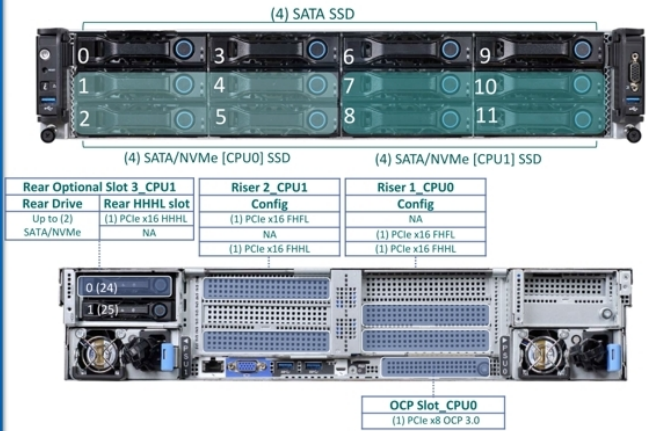 (4) SATA SSD
0 3 6 9
1 4 7 10
2 5 8 11
(4) SATA/NVMe [CPU0] SSD (4) SATA/NVMe [CPU1] SSD
Rear Optional Slot 3_CPU1
Rear Drive Rear HHHL slot
Up to (2) SATA/NVMe (1) PCIe x16 HHHL
NA
Riser 2_CPU1
Config
(1) PCIe x16 FHFL
NA
(1) PCIe x16 FHHL
Riser 1_CPU0
Config
NA
(1) PCIe x16 FHFL
(1) PCIe x16 FHHL
0 (24)
1 (25)
OCP Slot_CPU0
(1) PCIe x8 OCP 3.0